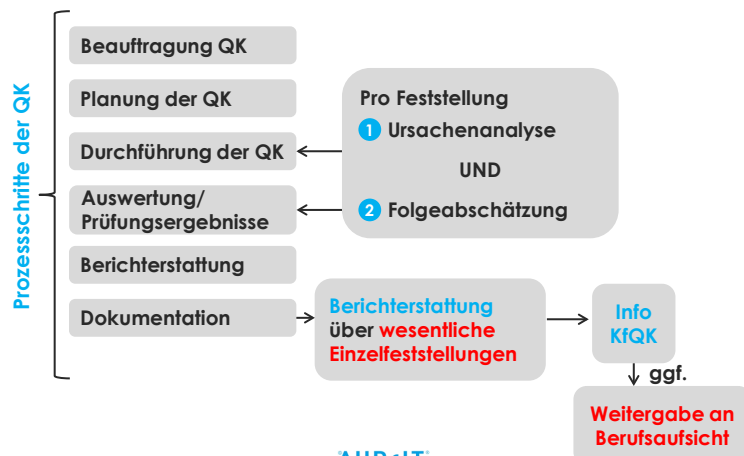 Prozessschritte der QK
Beauftragung QK
Planung der QK
Durchführung der QK
Auswertung/
Prüfungsergebnisse
Berichterstattung
Dokumentation
Pro Feststellung
1 Ursachenanalyse
UND
2 Folgeabschätzung
Berichterstattung
über wesentliche
Einzelfeststellungen
Info
KfQK
ggf.
Weitergabe an
Berufsaufsicht